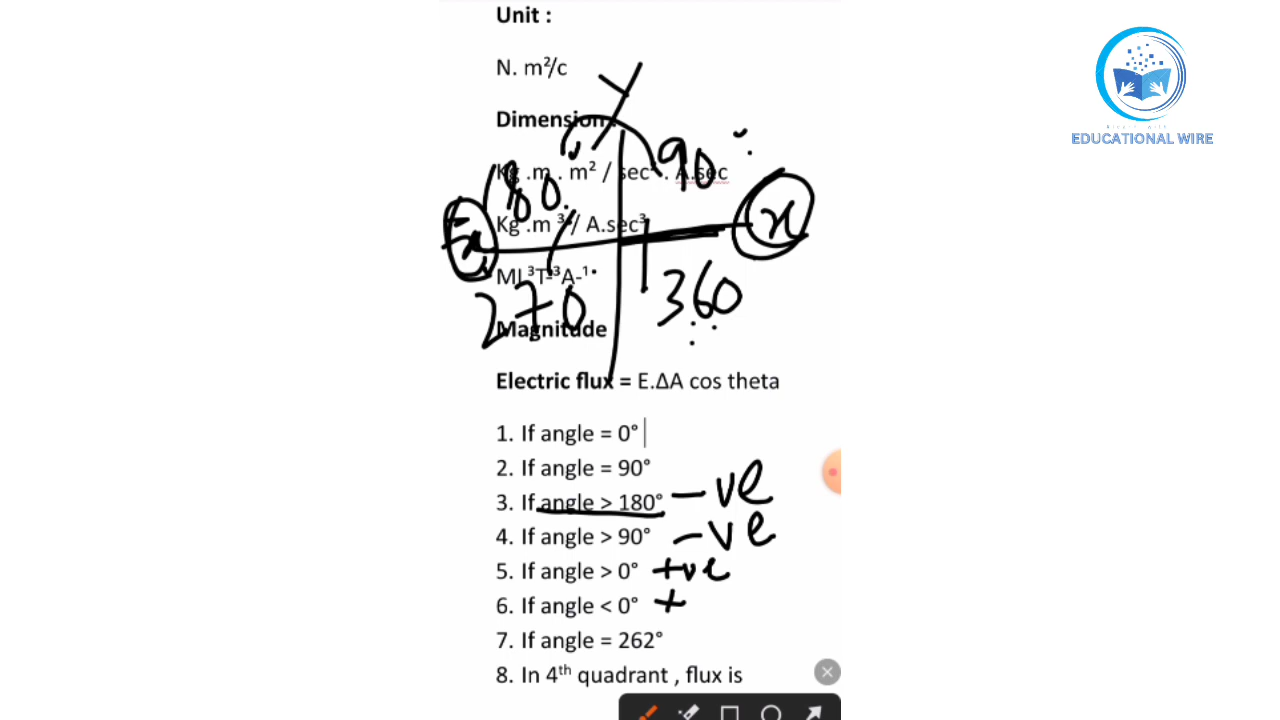 Unit :
N. m²/c
Dimension
Y
Kg .m . m² / sec² . A.sec
180
90
Kg .m ³ / A.sec³
-x
x
ML³T-³A-¹
270
360
Magnitude
Electric flux = E.ΔA cos theta
1. If angle = 0°
2. If angle = 90°
3. If angle > 180° -ve
4. If angle > 90° -ve
5. If angle > 0° +ve
6. If angle < 0° +
7. If angle = 262°
8. In 4th quadrant , flux is
EDUCATIONAL WIRE